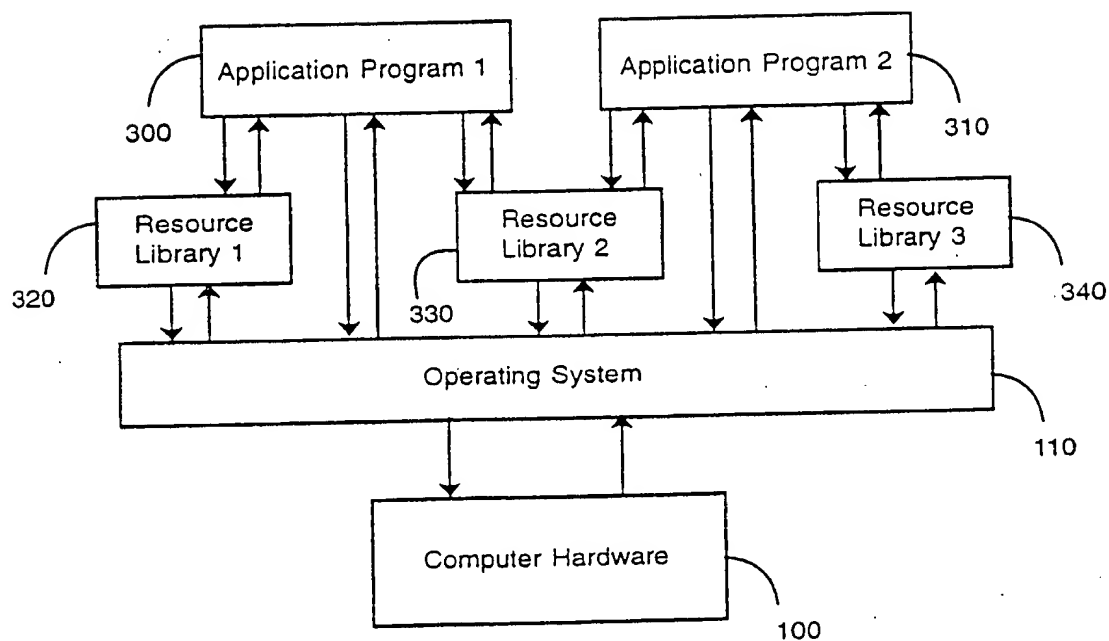 Application Program 1
Application Program 2
300
310
Resource
Library 1
Resource
Library 2
Resource
Library 3
320
330
340
Operating System
110
Computer Hardware
100